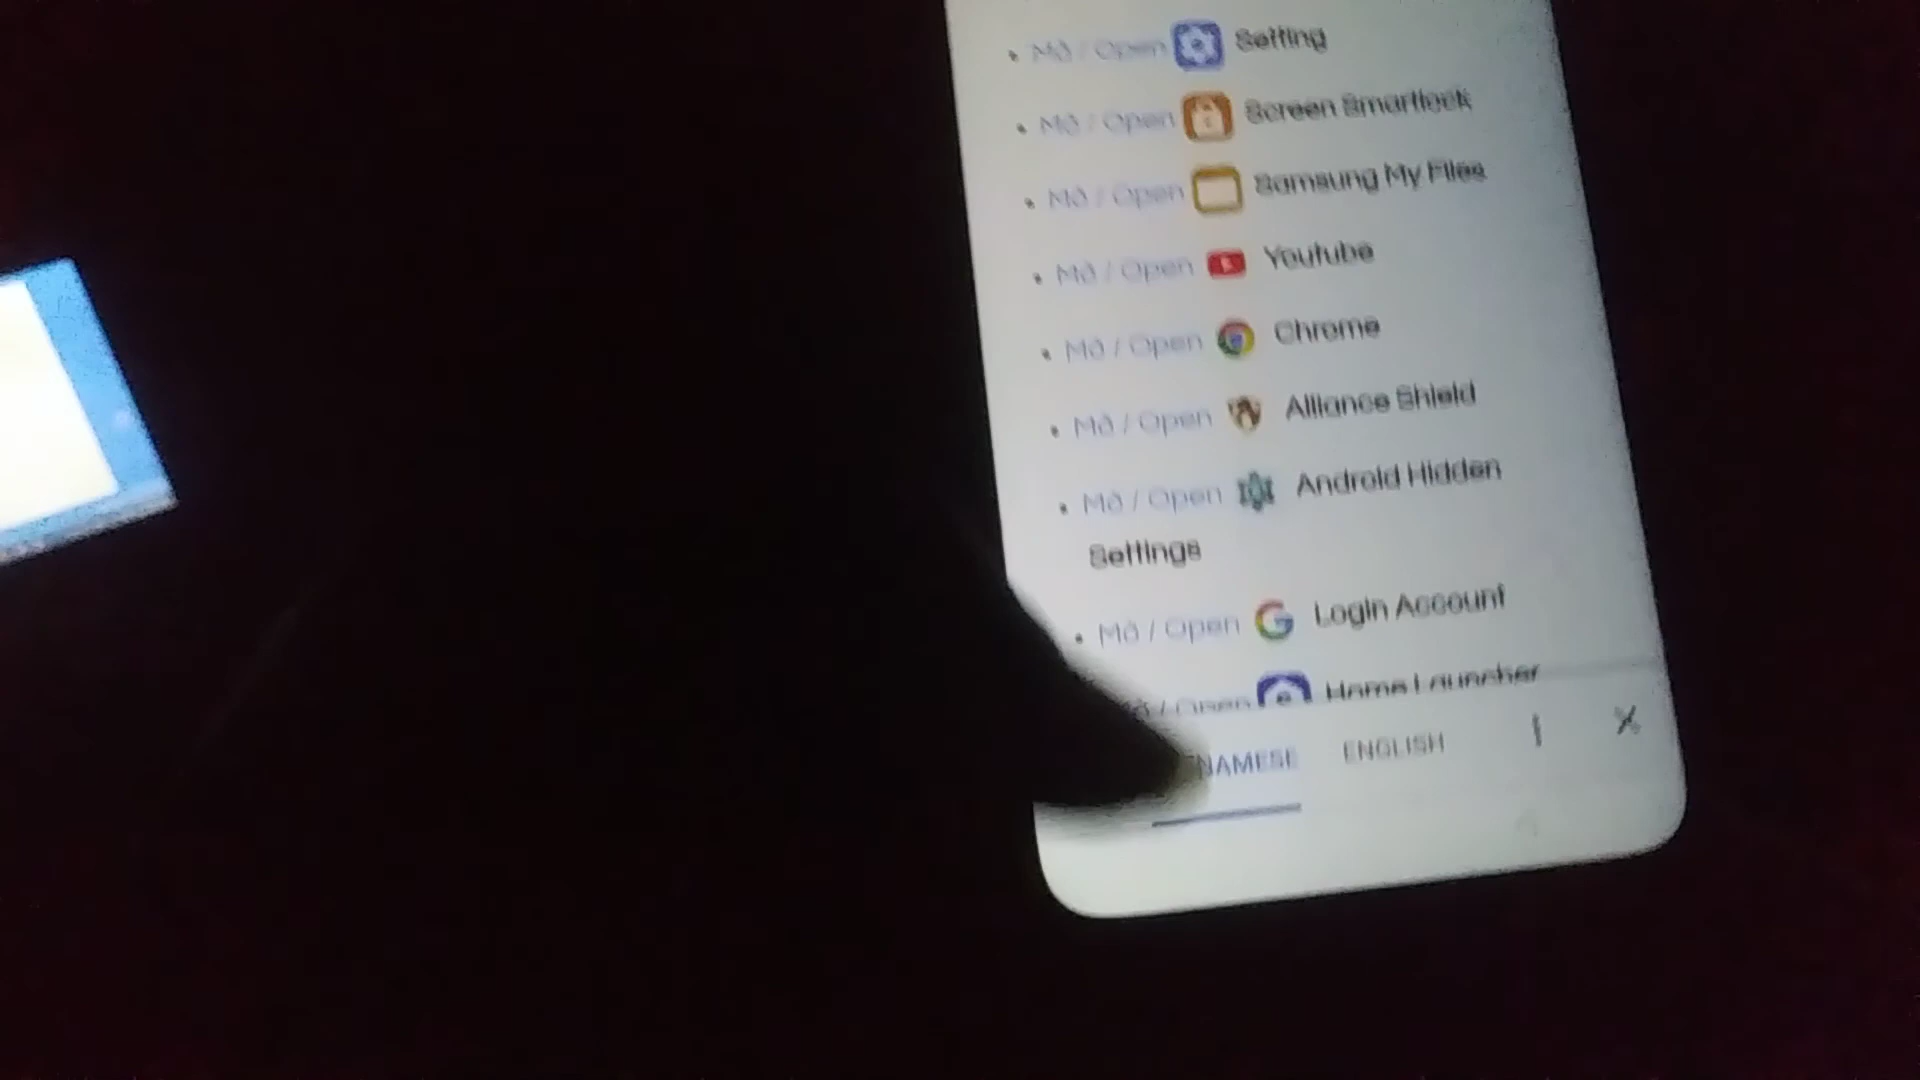 Mở / Open Setting
Mở / Open Screen Smartlock
Mở / Open Samsung My Files
Mở / Open Youtube
Mở / Open Chrome
Mở / Open Alliance Shield
Mở / Open Android Hidden
Settings
Mở / Open Login Account
Mở / Open Home Launcher
NAMESE ENGLISH